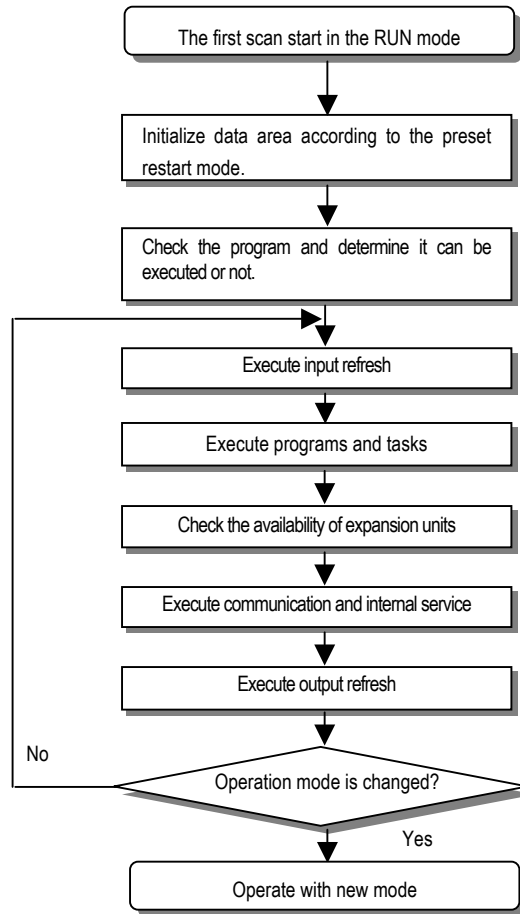 The first scan start in the RUN mode
Initialize data area according to the preset
restart mode.
Check the program and determine it can be
executed or not.
Execute input refresh
Execute programs and tasks
Check the availability of expansion units
Execute communication and internal service
Execute output refresh
No
Operation mode is changed?
Yes
Operate with new mode